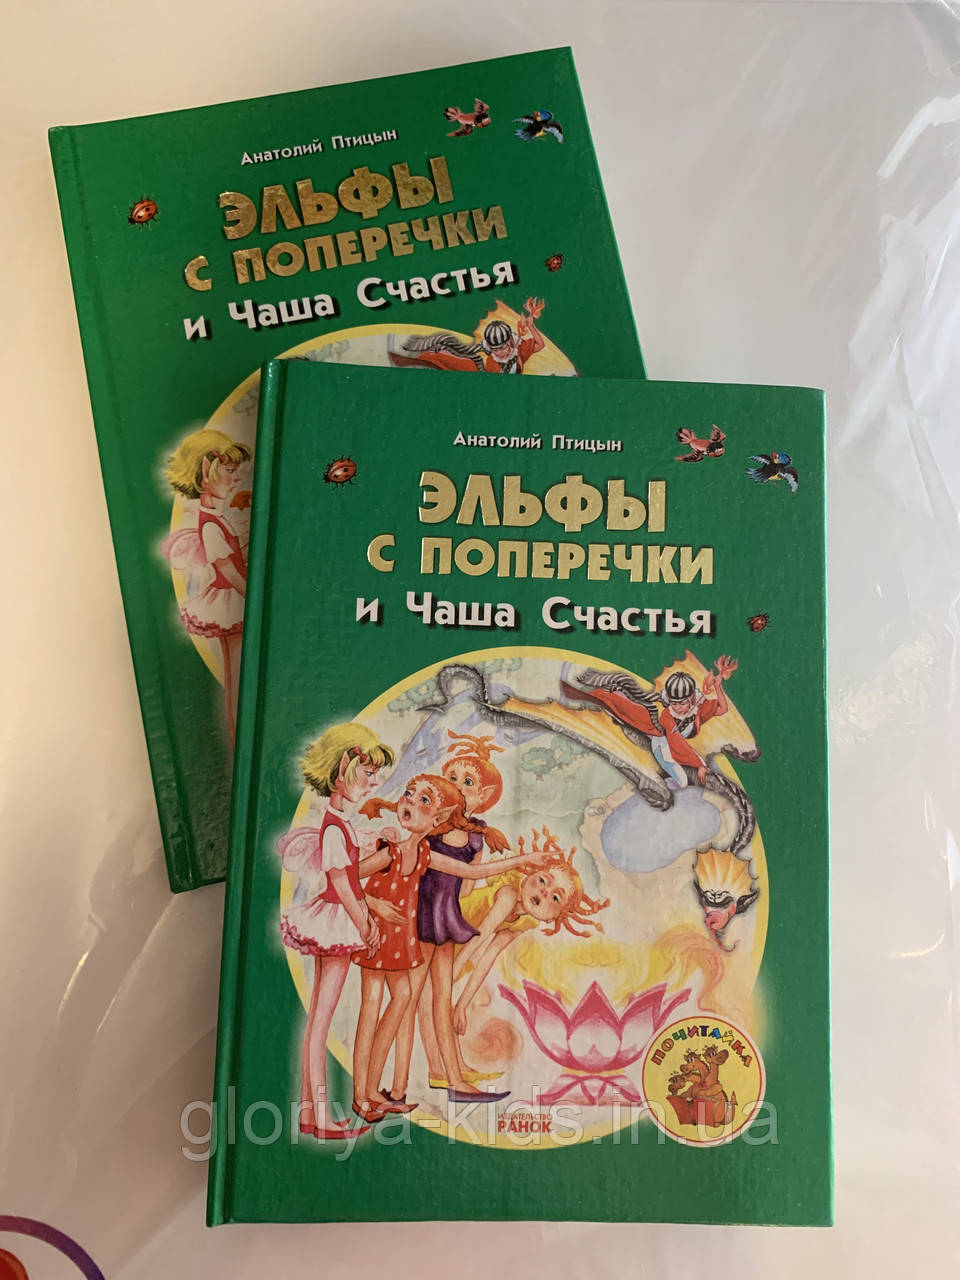 Анатолий Птицын
ЭЛЬФЫ
С ПОПЕРЕЧКИ
и Чаша Счастья
Анатолий Птицын
ЭЛЬФЫ
С ПОПЕРЕЧКИ
и Чаша Счастья
ПОЧИТАЙКА
ИЗДАТЕЛЬСТВО
РАНОК
gloriya-kids.in.ua